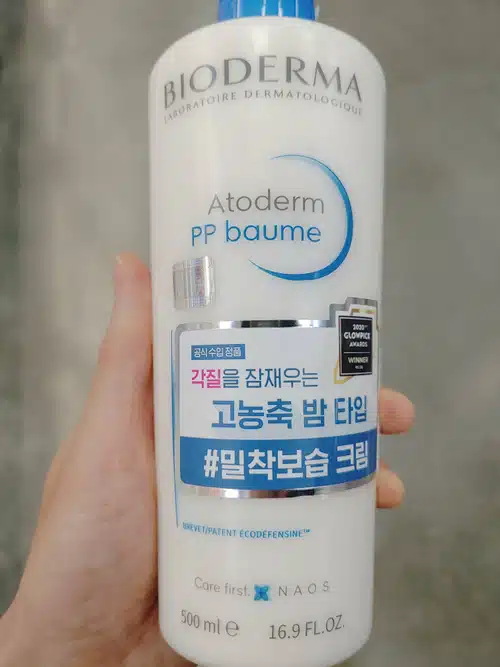 BIODERMA
LABORATOIRE DERMATOLOGIQUE
Atoderm
PP baume
2020
GLOWPICK
AWARDS
WINNER
공식 수입 정품
각질을 잠재우는
고농축 밤 타입
#밀착보습 크림
BREVET/PATENT ECODÉFENSINE™
Care first. NAOS
500 ml e 16.9 FL.OZ.